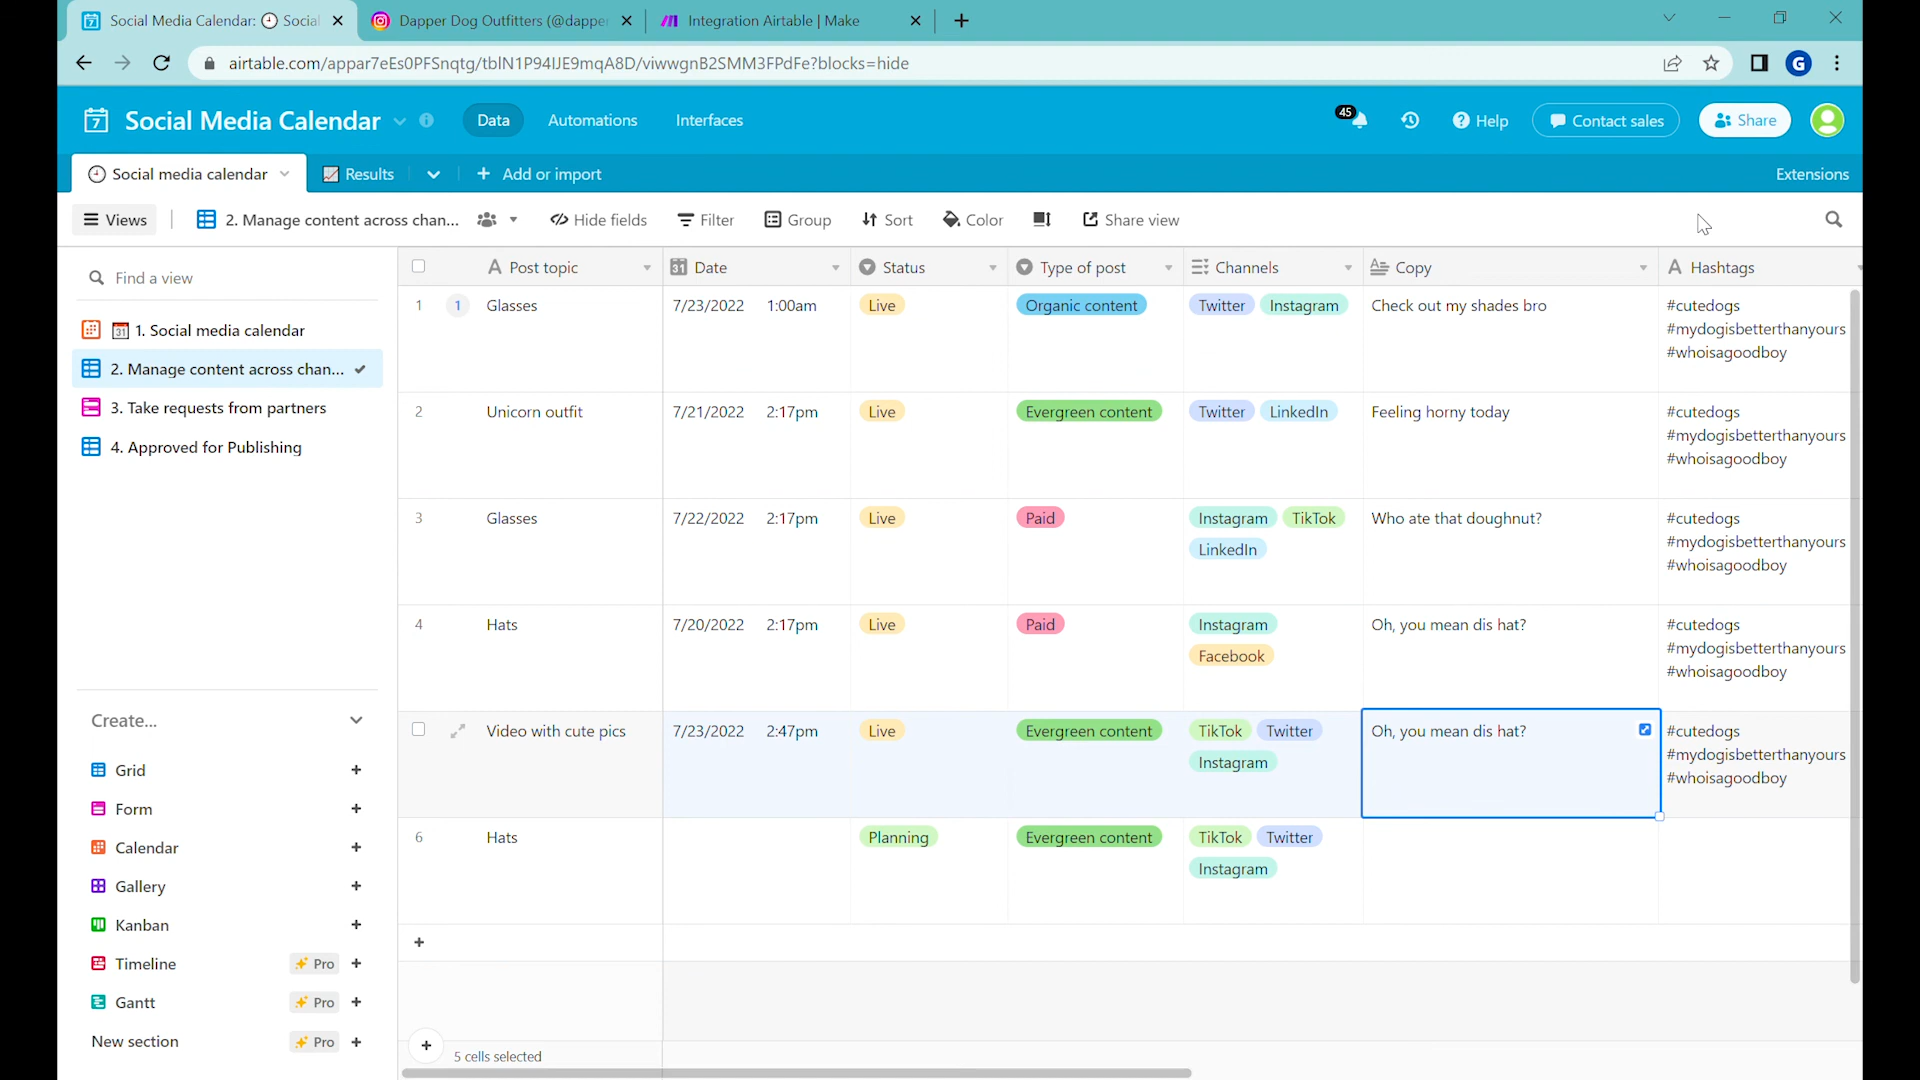 Social Media Calendar: Social
Dapper Dog Outfitters (@dapper
Integration Airtable | Make
airtable.com/appar7eEs0PFSnqtg/tblN1P94IJE9mqA8D/viwwgnB2SMM3FPdFe?blocks=hide
G
7
Social Media Calendar
Data
Automations
Interfaces
45
Help
Contact sales
Share
Social media calendar
Results
Add or import
Extensions
Views
2. Manage content across chan...
Hide fields
Filter
Group
Sort
Color
Share view
Find a view
31 1. Social media calendar
2. Manage content across chan...
3. Take requests from partners
4. Approved for Publishing
Create...
Grid
Form
Calendar
Gallery
Kanban
Timeline Pro
Gantt Pro
New section Pro
Post topic 31 Date Status Type of post Channels Copy Hashtags
1 1 Glasses 7/23/2022 1:00am Live Organic content Twitter Instagram Check out my shades bro #cutedogs
#mydogisbetterthanyours
#whoisagoodboy
2 Unicorn outfit 7/21/2022 2:17pm Live Evergreen content Twitter LinkedIn Feeling horny today #cutedogs
#mydogisbetterthanyours
#whoisagoodboy
3 Glasses 7/22/2022 2:17pm Live Paid Instagram TikTok Who ate that doughnut? #cutedogs
LinkedIn #mydogisbetterthanyours
#whoisagoodboy
4 Hats 7/20/2022 2:17pm Live Paid Instagram Oh, you mean dis hat? #cutedogs
Facebook #mydogisbetterthanyours
#whoisagoodboy
Video with cute pics 7/23/2022 2:47pm Live Evergreen content TikTok Twitter Oh, you mean dis hat? #cutedogs
Instagram #mydogisbetterthanyours
#whoisagoodboy
6 Hats Planning Evergreen content TikTok Twitter
Instagram
5 cells selected